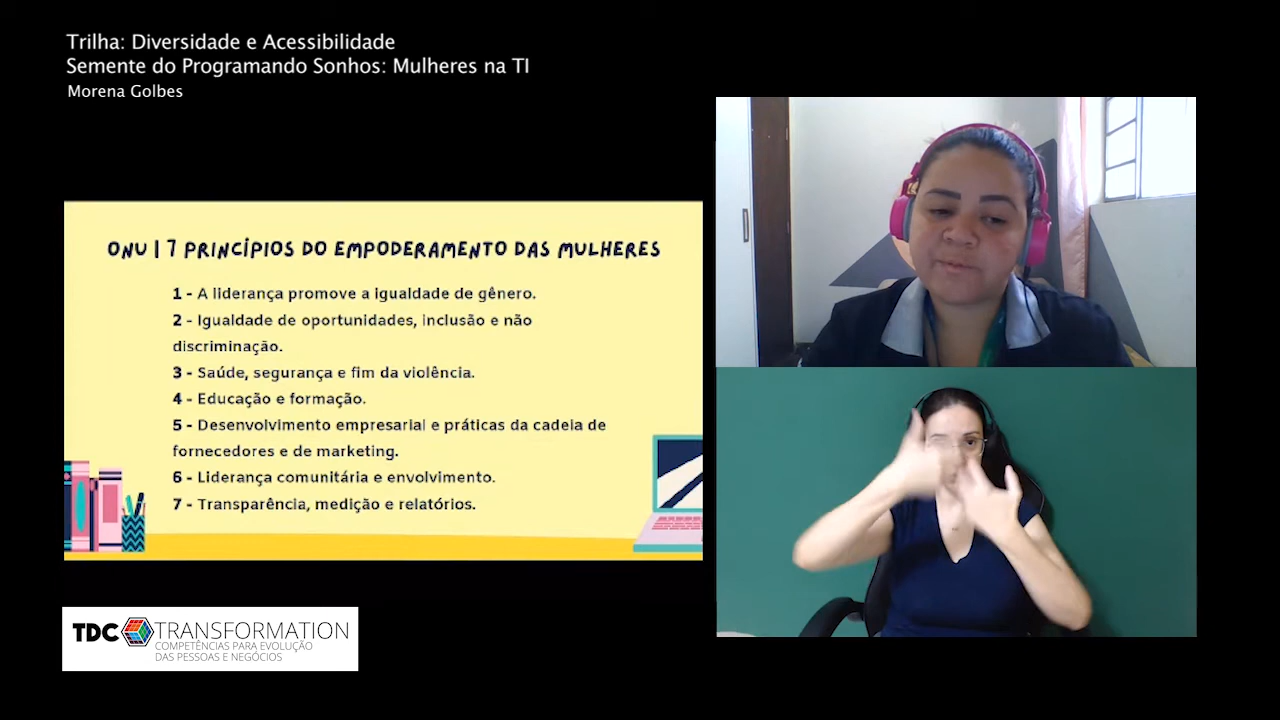 Trilha: Diversidade e Acessibilidade
Semente do Programando Sonhos: Mulheres na TI
Morena Golbes
ONU | 7 PRINCÍPIOS DO EMPODERAMENTO DAS MULHERES
1 - A liderança promove a igualdade de gênero.
2 - Igualdade de oportunidades, inclusão e não
discriminação.
3 - Saúde, segurança e fim da violência.
4 - Educação e formação.
5 - Desenvolvimento empresarial e práticas da cadeia de
fornecedores e de marketing.
6 - Liderança comunitária e envolvimento.
7 - Transparência, medição e relatórios.
TDC TRANSFORMATION
COMPETÊNCIAS PARA EVOLUÇÃO
DAS PESSOAS E NEGÓCIOS